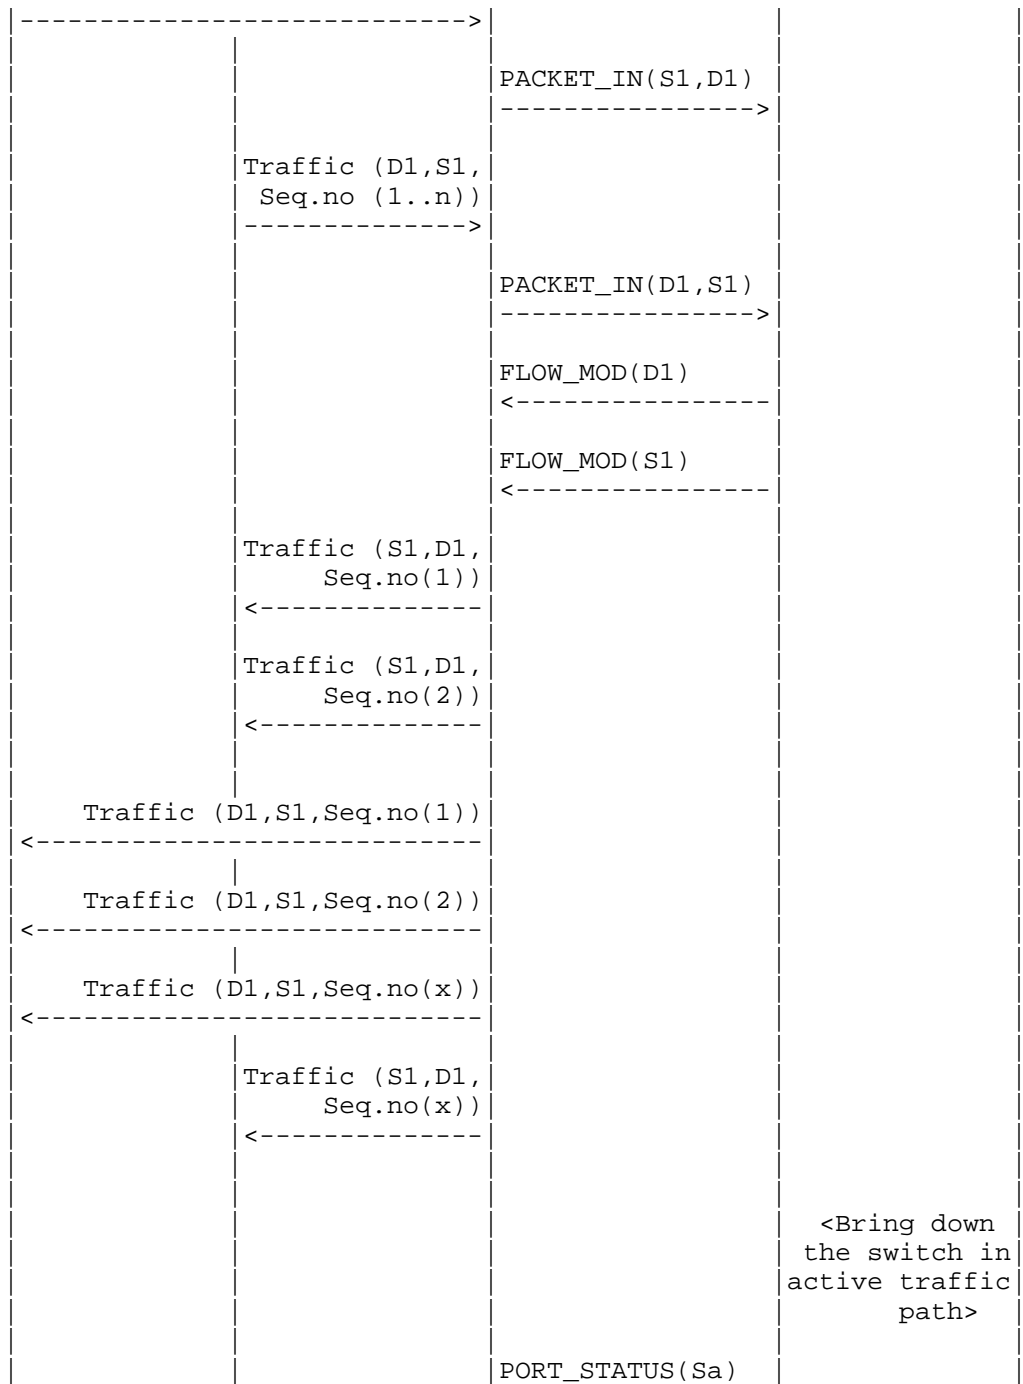 PACKET_IN(S1,D1)
Traffic (D1,S1,
Seq.no (1..n))
PACKET_IN(D1,S1)
FLOW_MOD(D1)
FLOW_MOD(S1)
Traffic (S1,D1,
Seq.no(1))
Traffic (S1,D1,
Seq.no(2))
Traffic (D1,S1,Seq.no(1))
Traffic (D1,S1,Seq.no(2))
Traffic (D1,S1,Seq.no(x))
Traffic (S1,D1,
Seq.no(x))
<Bring down
the switch in
active traffic
path>
PORT_STATUS(Sa)